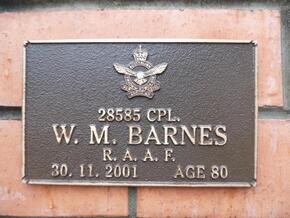 28585 CPL.
W. M. BARNES
R. A. A. F.
30. 11. 2001 AGE 80